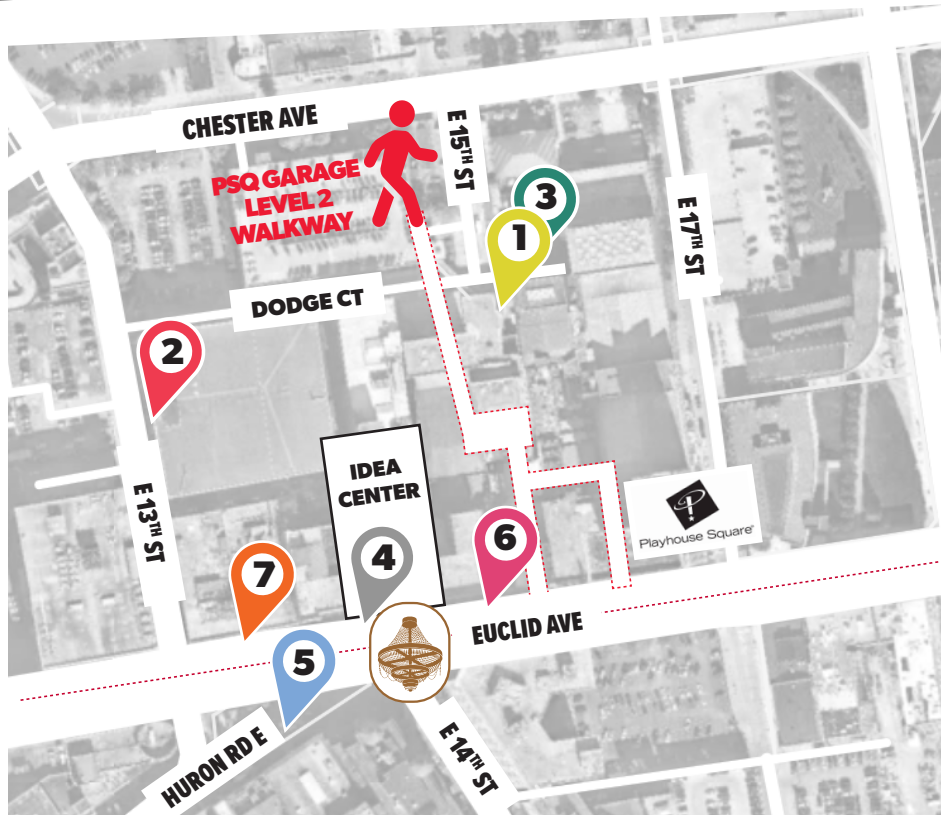 CHESTER AVE
E 15TH ST
PSQ GARAGE
LEVEL 2
WALKWAY
3
1
E 17TH ST
DODGE CT
2
IDEA
CENTER
E 13TH ST
Playhouse Square®
6
4
7
EUCLID AVE
5
HURON RD E
E 14TH ST